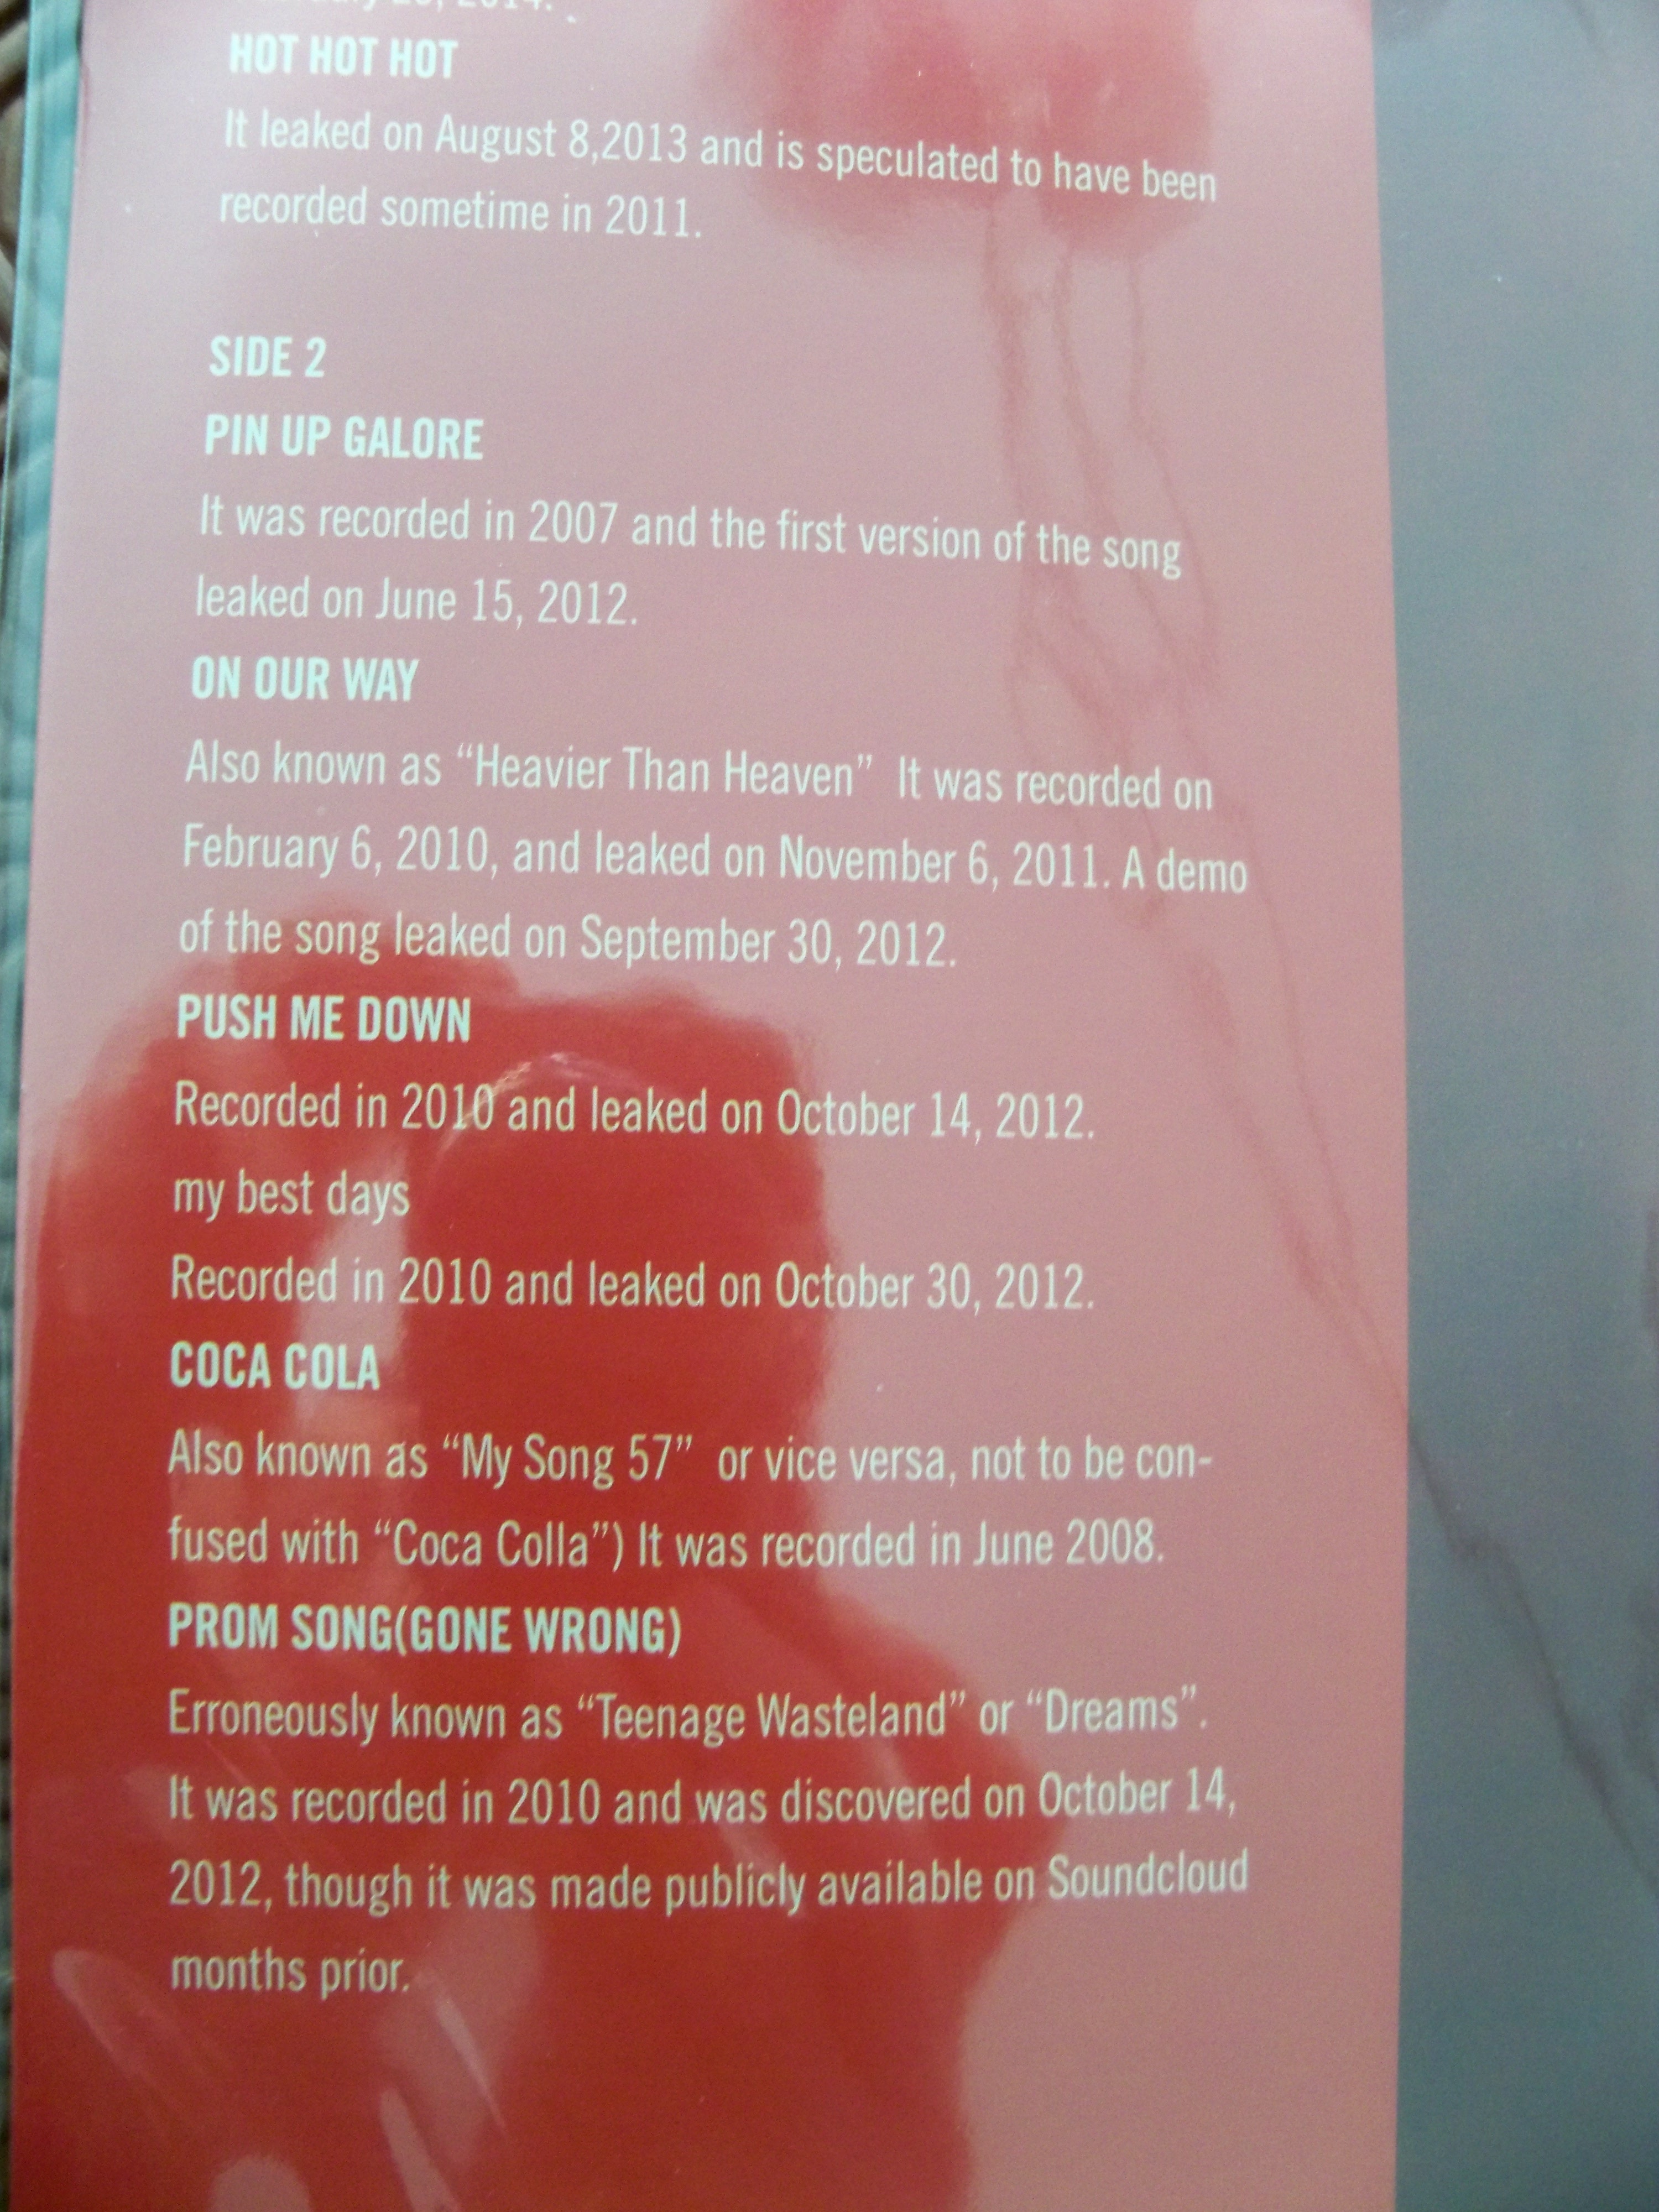 HOT HOT HOT
It leaked on August 8,2013 and is speculated to have been
recorded sometime in 2011.
SIDE 2
PIN UP GALORE
It was recorded in 2007 and the first version of the song
leaked on June 15, 2012.
ON OUR WAY
Also known as “Heavier Than Heaven” It was recorded on
February 6, 2010, and leaked on November 6, 2011. A demo
of the song leaked on September 30, 2012.
PUSH ME DOWN
Recorded in 2010 and leaked on October 14, 2012.
my best days
Recorded in 2010 and leaked on October 30, 2012.
COCA COLA
Also known as “My Song 57” or vice versa, not to be con-
fused with “Coca Colla”) It was recorded in June 2008.
PROM SONG(GONE WRONG)
Erroneously known as “Teenage Wasteland” or “Dreams”.
It was recorded in 2010 and was discovered on October 14,
2012, though it was made publicly available on Soundcloud
months prior.